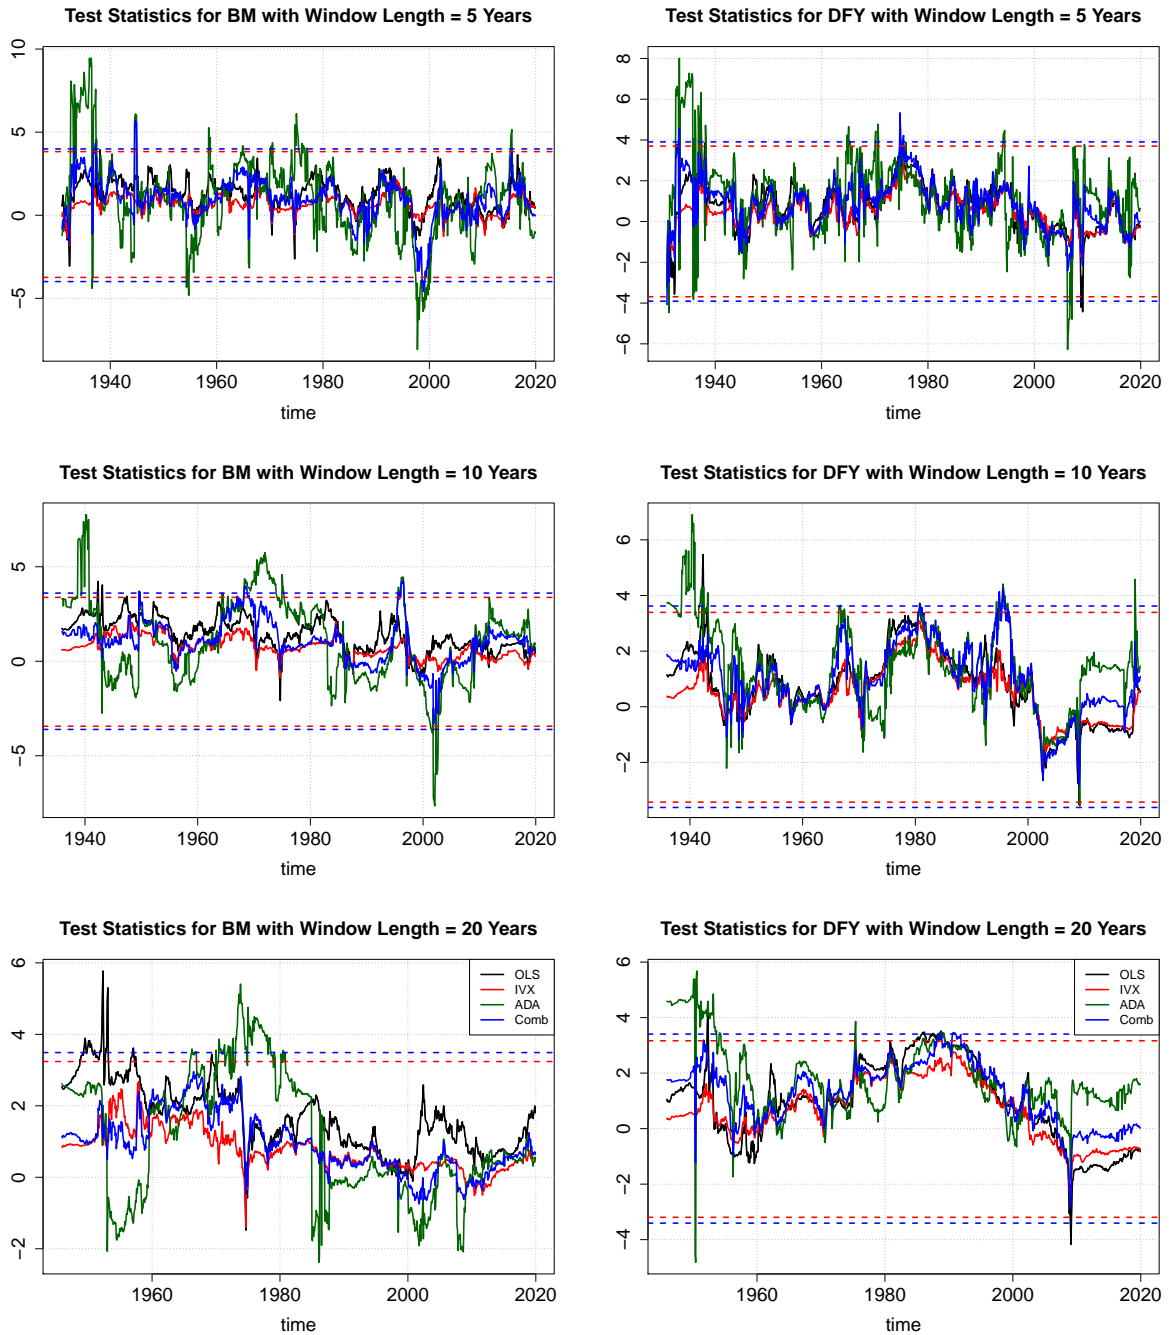 Test Statistics for BM with Window Length = 5 Years
10
5
0
−5
1940 1960 1980 2000 2020
time
Test Statistics for DFY with Window Length = 5 Years
8
6
4
2
0
−2
−4
−6
1940 1960 1980 2000 2020
time
Test Statistics for BM with Window Length = 10 Years
5
0
−5
1940 1960 1980 2000 2020
time
Test Statistics for DFY with Window Length = 10 Years
6
4
2
0
−2
1940 1960 1980 2000 2020
time
Test Statistics for BM with Window Length = 20 Years
6
4
2
0
−2
OLS
IVX
ADA
Comb
1960 1980 2000 2020
time
Test Statistics for DFY with Window Length = 20 Years
6
4
2
0
−2
−4
OLS
IVX
ADA
Comb
1960 1980 2000 2020
time